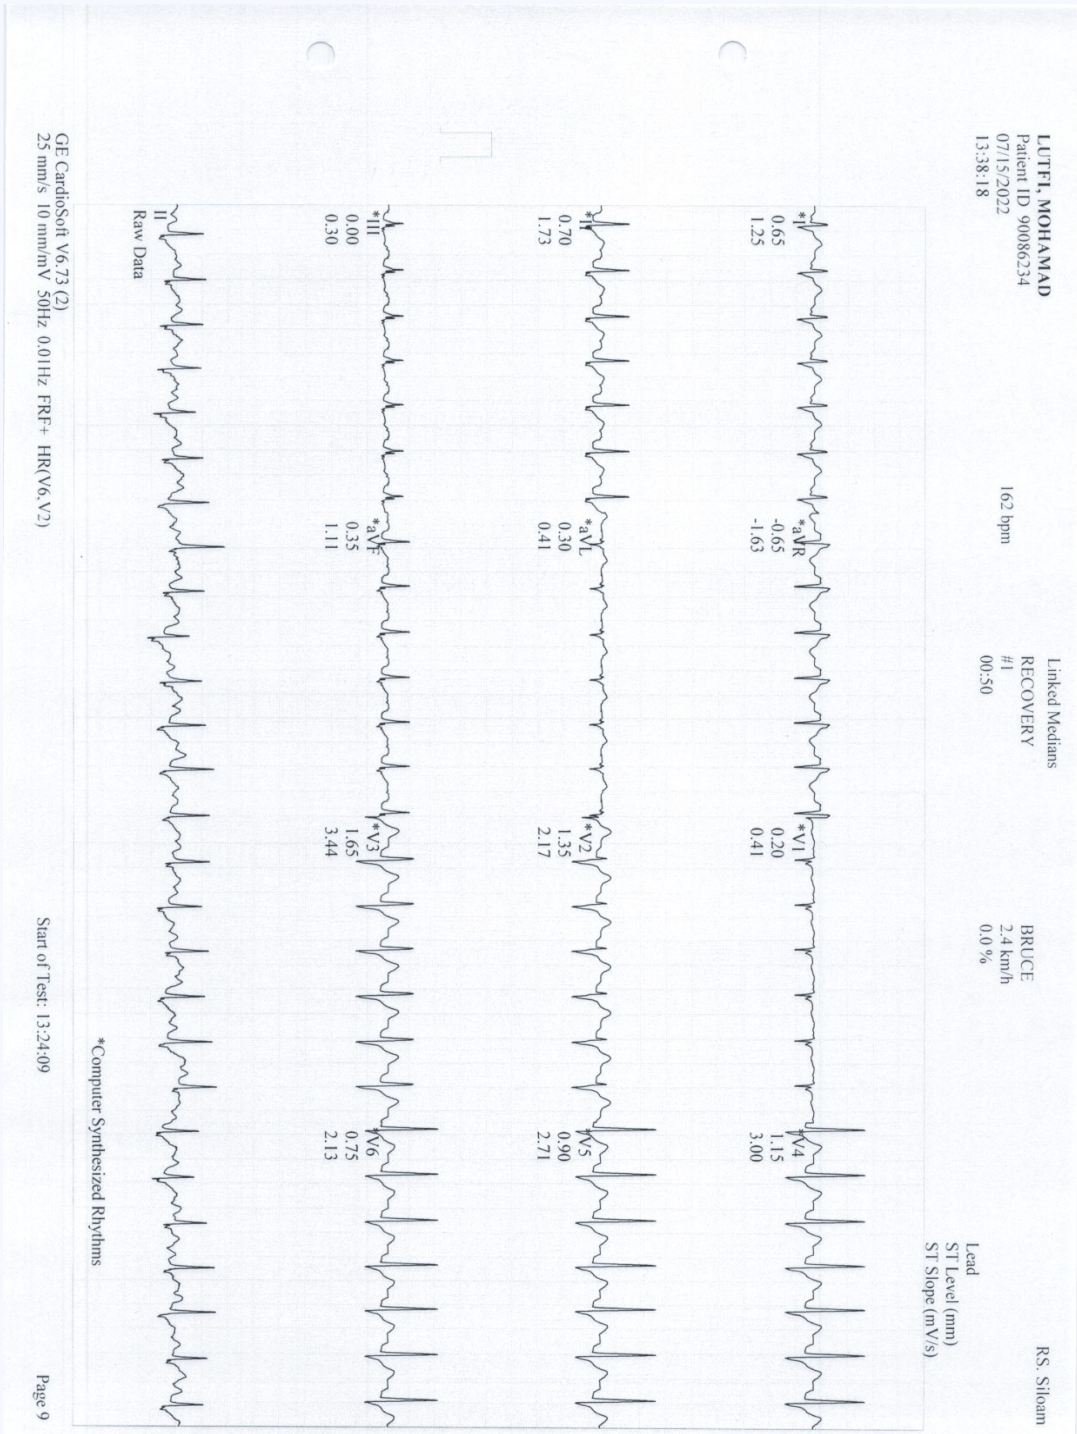 LUTFI, MOHAMAD
Patient ID 90086234
07/15/2022
13:38:18
162 bpm
Linked Medians
RECOVERY
#1
00:50
BRUCE
2.4 km/h
0.0 %
RS. Siloam
Lead
ST Level (mm)
ST Slope (mV/s)
*I
0.65
1.25
*aVR
-0.65
-1.63
*V1
0.20
0.41
*V4
1.15
3.00
*II
0.70
1.73
*aVL
0.30
0.41
*V2
1.35
2.17
*V5
0.90
2.71
*III
0.00
0.30
*aVF
0.35
1.11
*V3
1.65
3.44
*V6
0.75
2.13
II
Raw Data
*Computer Synthesized Rhythms
GE CardioSoft V6.73 (2)
25 mm/s 10 mm/mV 50Hz 0.01Hz FRF+ HR(V6,V2)
Start of Test: 13:24:09
Page 9